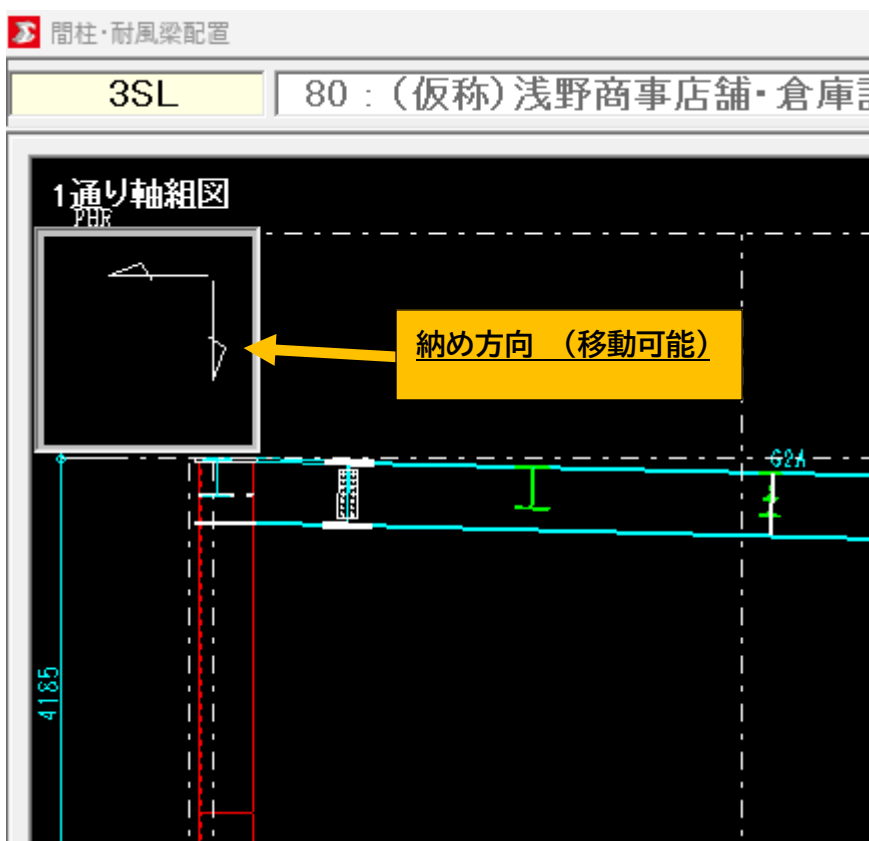 間柱・耐風梁配置
3SL
80 : (仮称)浅野商事店舗・倉庫
1通り軸組図
PHR
納め方向 (移動可能)
G2A
4185